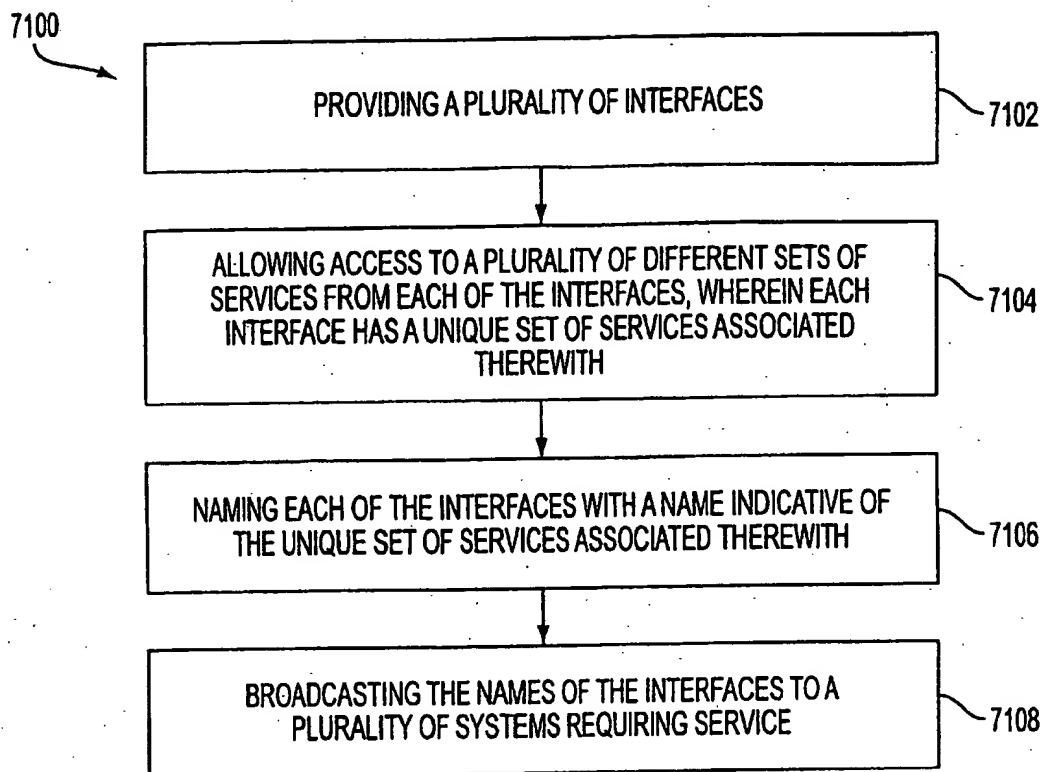 7100
PROVIDING A PLURALITY OF INTERFACES
7102
ALLOWING ACCESS TO A PLURALITY OF DIFFERENT SETS OF
SERVICES FROM EACH OF THE INTERFACES, WHEREIN EACH
INTERFACE HAS A UNIQUE SET OF SERVICES ASSOCIATED
THEREWITH
7104
NAMING EACH OF THE INTERFACES WITH A NAME INDICATIVE OF
THE UNIQUE SET OF SERVICES ASSOCIATED THEREWITH
7106
BROADCASTING THE NAMES OF THE INTERFACES TO A
PLURALITY OF SYSTEMS REQUIRING SERVICE
7108